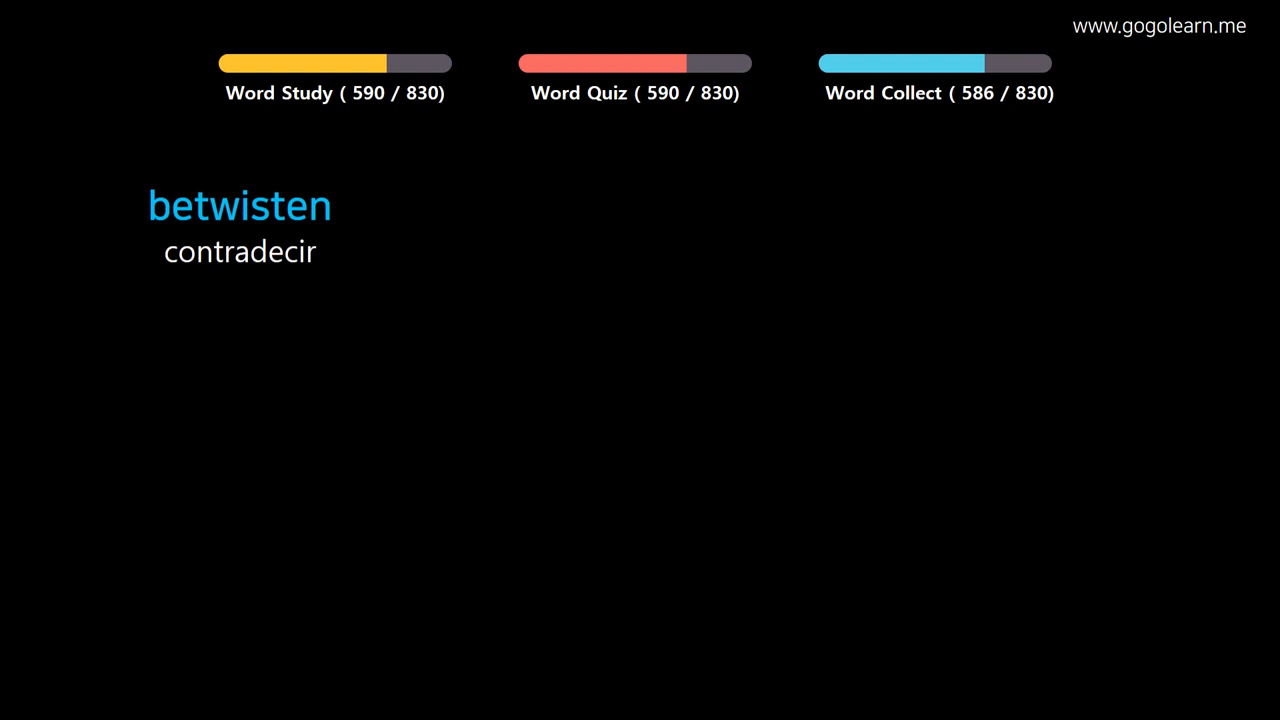 www.gogolearn.me
Word Study ( 590 / 830)
Word Quiz ( 590 / 830)
Word Collect ( 586 / 830)
betwisten
contradecir